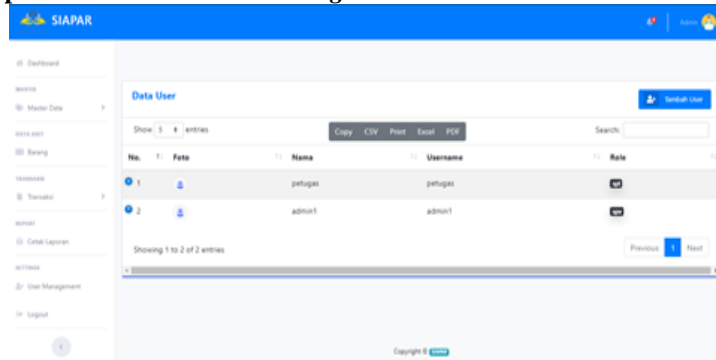 SIAPAR
Admin
Dashboard
MASTER
Master Data
Barang
TRANSAKSI
Transaksi
REPORT
Cetak Laporan
SETTINGS
User Management
Logout
Data User
Tambah User
Show 5 entries
Copy CSV Print Excel PDF
Search:
No. Foto Nama Username Role
1 petugas petugas
2 admin1 admin1
Showing 1 to 2 of 2 entries
Previous 1 Next
Copyright ©